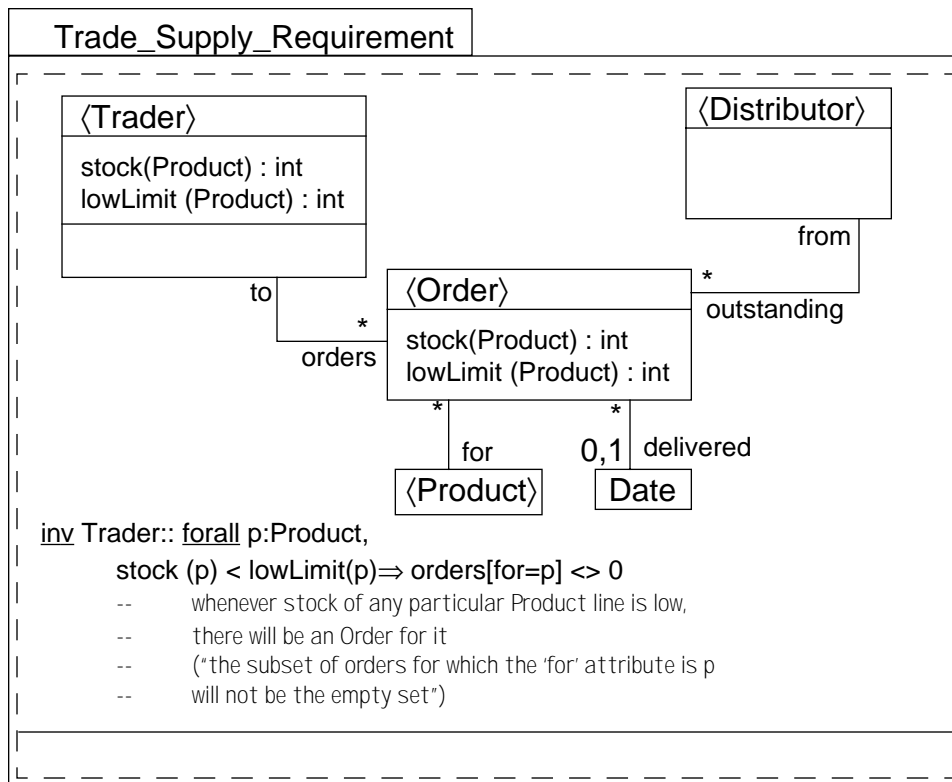 Trade_Supply_Requirement
⟨Trader⟩
stock(Product) : int
lowLimit (Product) : int
⟨Distributor⟩
from
to
*
orders
⟨Order⟩
stock(Product) : int
lowLimit (Product) : int
*
outstanding
*
*
for
0,1
delivered
⟨Product⟩
Date
inv Trader:: forall p:Product,
stock (p) < lowLimit(p)⇒ orders[for=p] <> 0
-- whenever stock of any particular Product line is low,
-- there will be an Order for it
-- (“the subset of orders for which the ‘for’ attribute is p
-- will not be the empty set”)